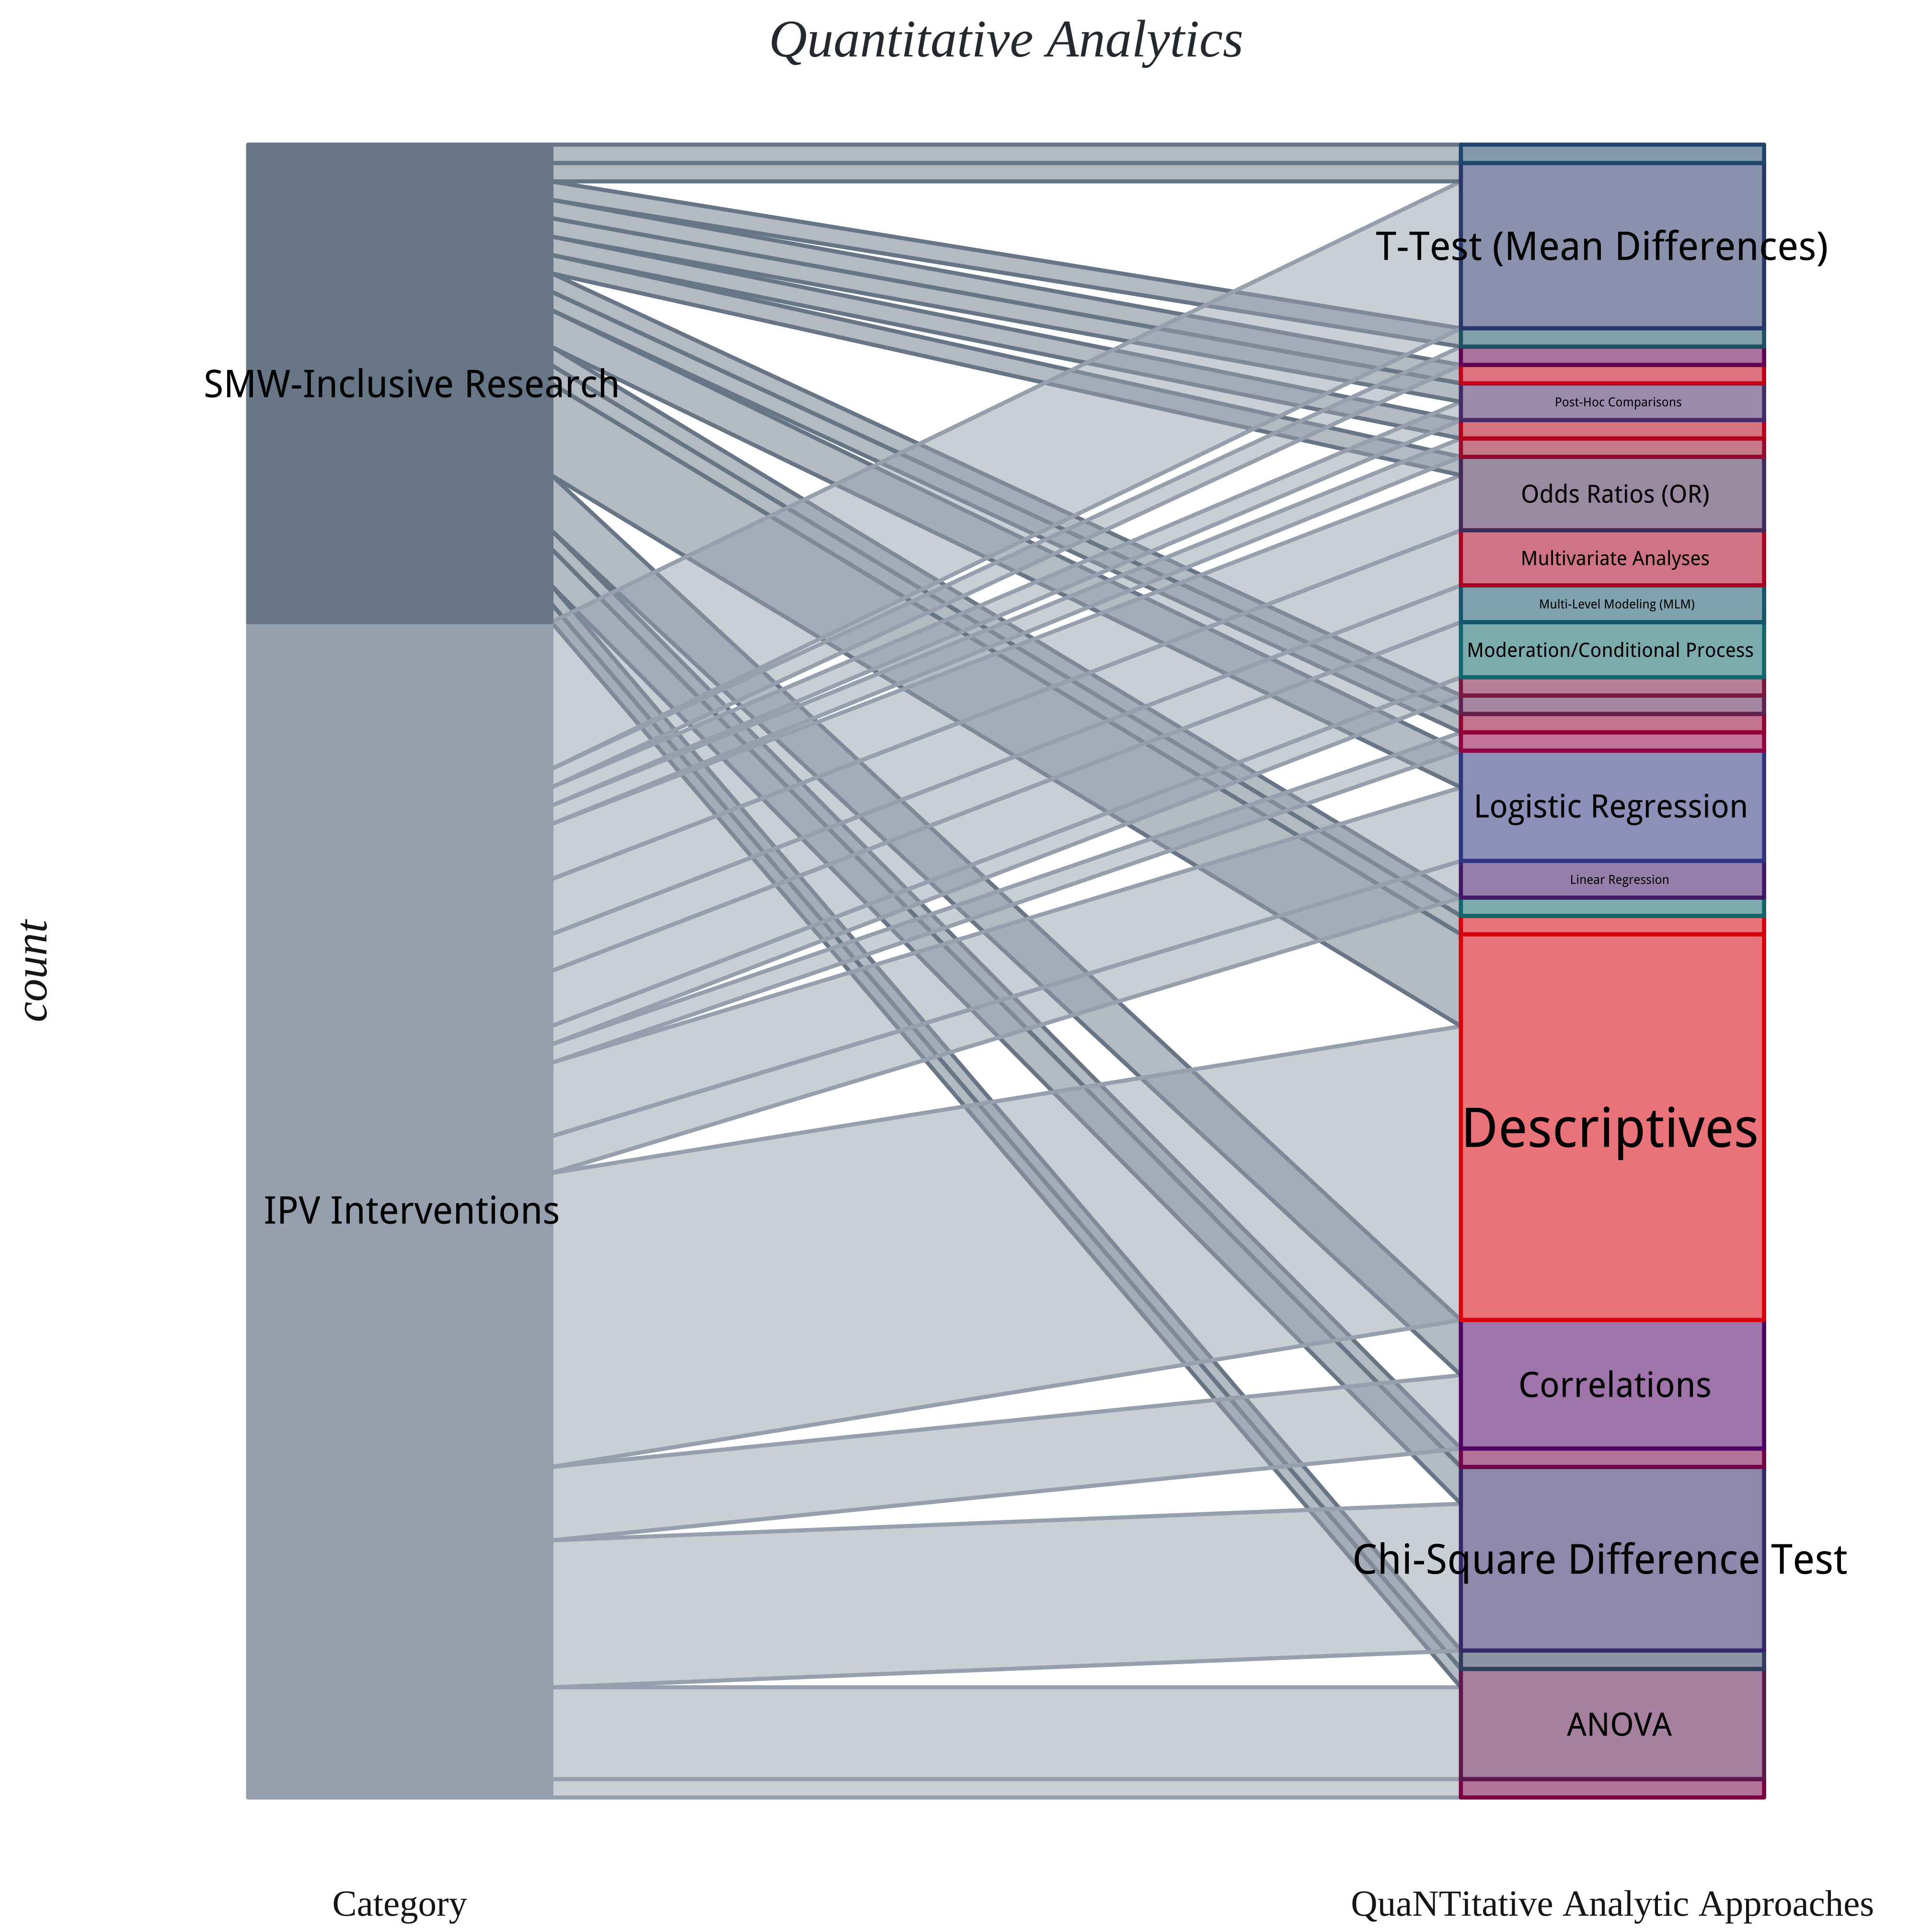 Quantitative Analytics
T-Test (Mean Differences)
SMW-Inclusive Research
Post-Hoc Comparisons
Odds Ratios (OR)
Multivariate Analyses
Multi-Level Modeling (MLM)
Moderation/Conditional Process
Logistic Regression
Linear Regression
count
Descriptives
IPV Interventions
Correlations
Chi-Square Difference Test
ANOVA
Category
QuaNTitative Analytic Approaches